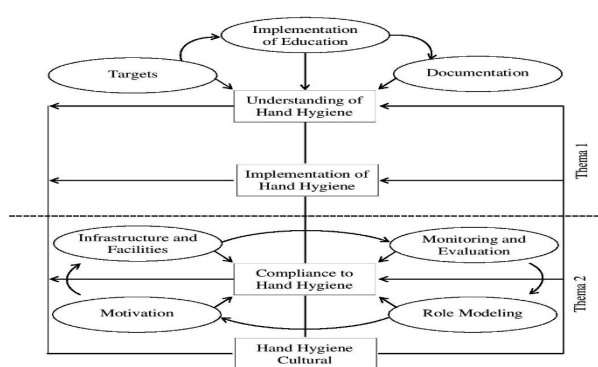 Implementation
of Education
Targets
Documentation
Understanding of
Hand Hygiene
Implementation of
Hand Hygiene
Thema 1
Infrastructure and
Facilities
Monitoring and
Evaluation
Compliance to
Hand Hygiene
Motivation
Role Modeling
Thema 2
Hand Hygiene
Cultural